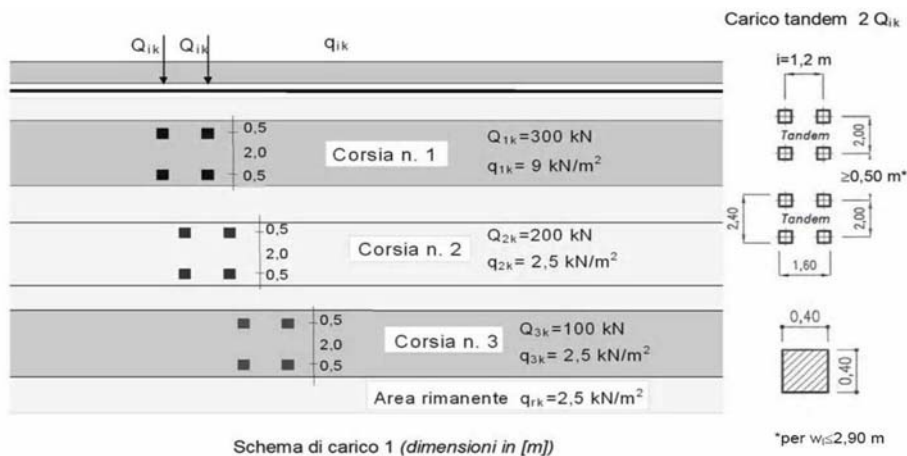 Carico tandem 2 Qik
Qik Qik qik
i=1,2 m
0,5
2,0
0,5
Corsia n. 1
Q1k=300 kN
q1k= 9 kN/m²
Tandem
2,00
≥0,50 m*
0,5
2,0
0,5
Corsia n. 2
Q2k=200 kN
q2k= 2,5 kN/m²
2,40
Tandem
2,00
1,60
0,5
2,0
0,5
Corsia n. 3
Q3k=100 kN
q3k= 2,5 kN/m²
0,40
0,40
Area rimanente qrk=2,5 kN/m²
*per wl≤2,90 m
Schema di carico 1 (dimensioni in [m])